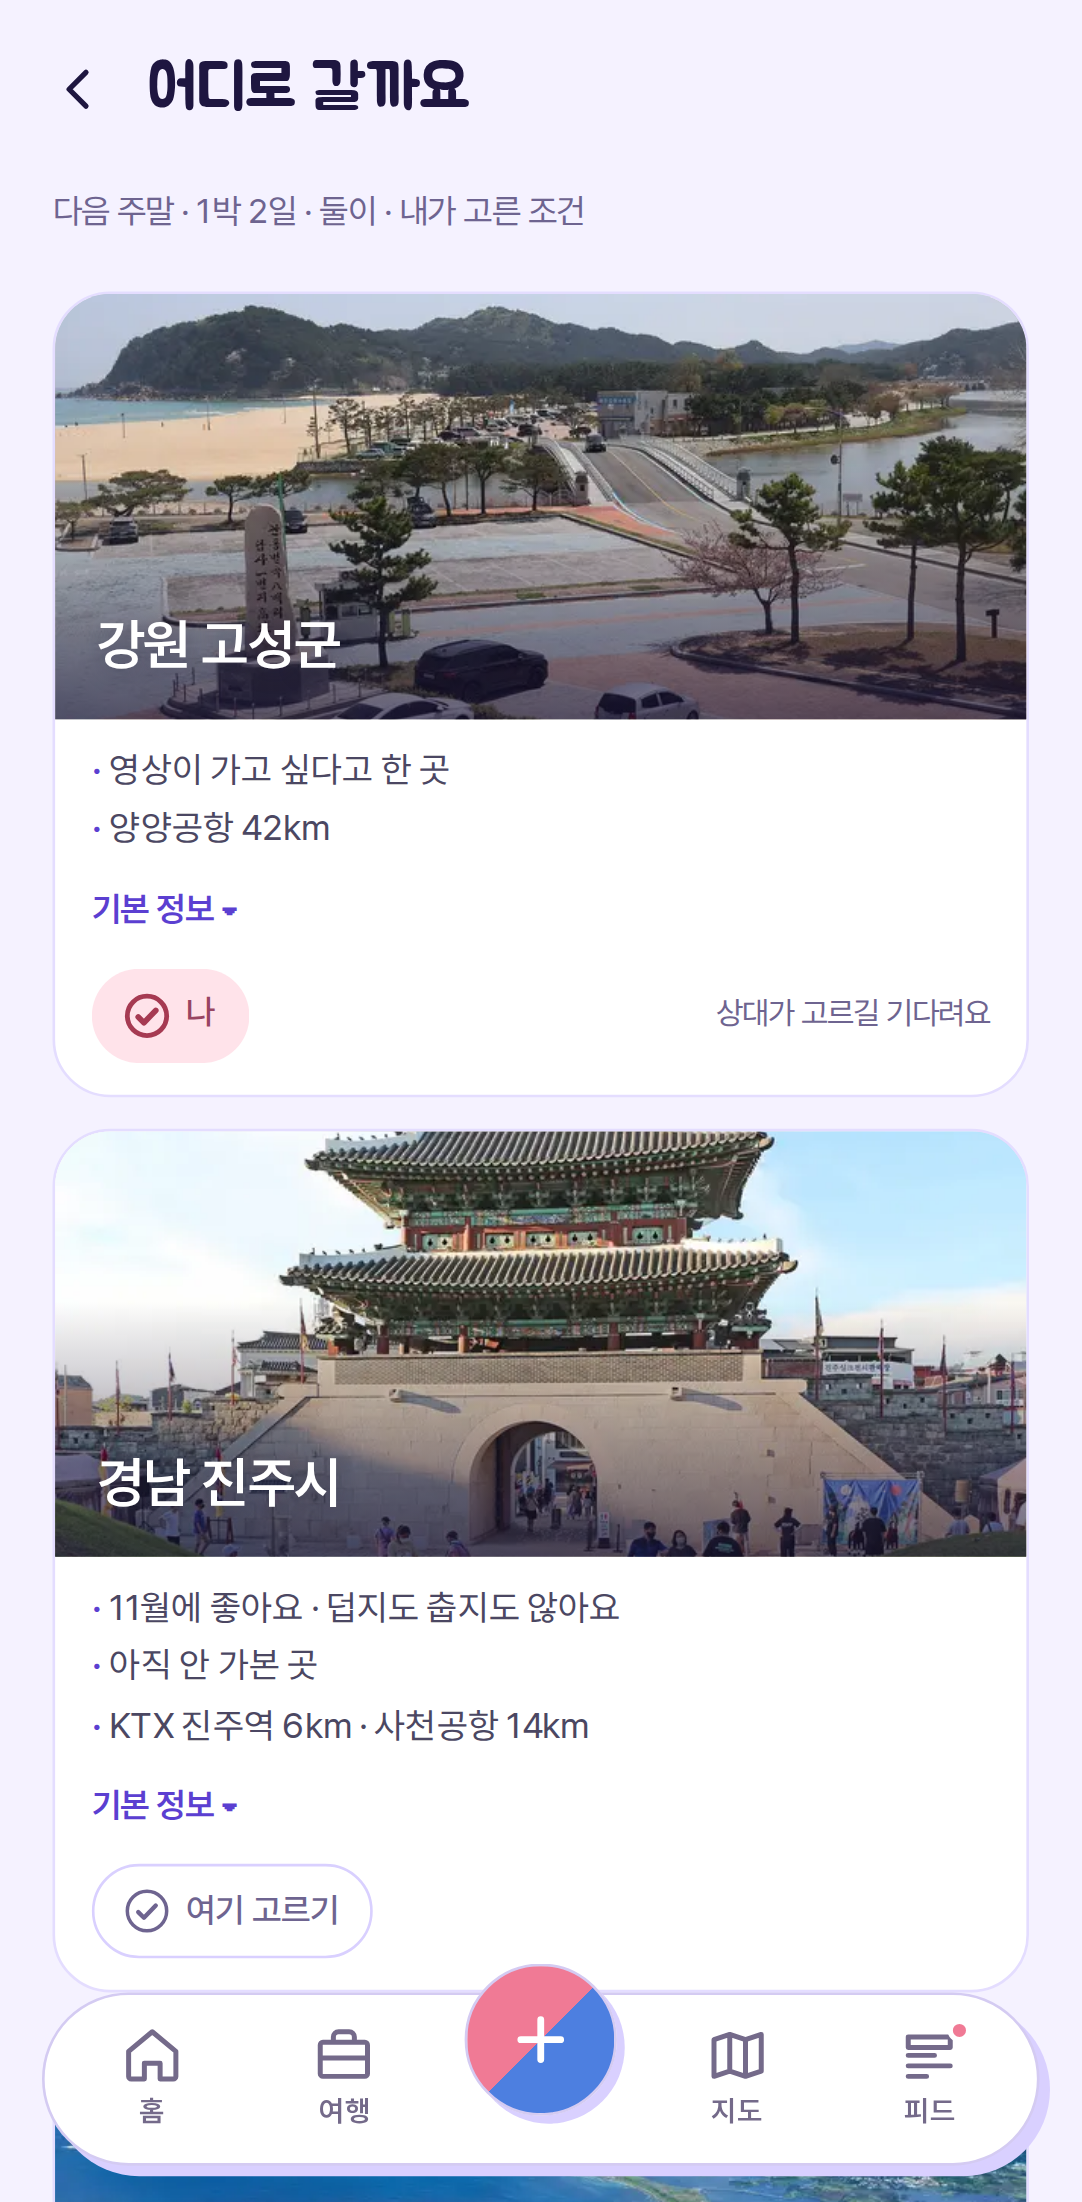 어디로 갈까요
다음 주말 · 1박 2일 · 둘이 · 내가 고른 조건
강원 고성군
· 영상이 가고 싶다고 한 곳
· 양양공항 42km
기본 정보
나
상대가 고르길 기다려요
경남 진주시
· 11월에 좋아요 · 덥지도 춥지도 않아요
· 아직 안 가본 곳
· KTX 진주역 6km · 사천공항 14km
기본 정보
여기 고르기
홈
여행
지도
피드